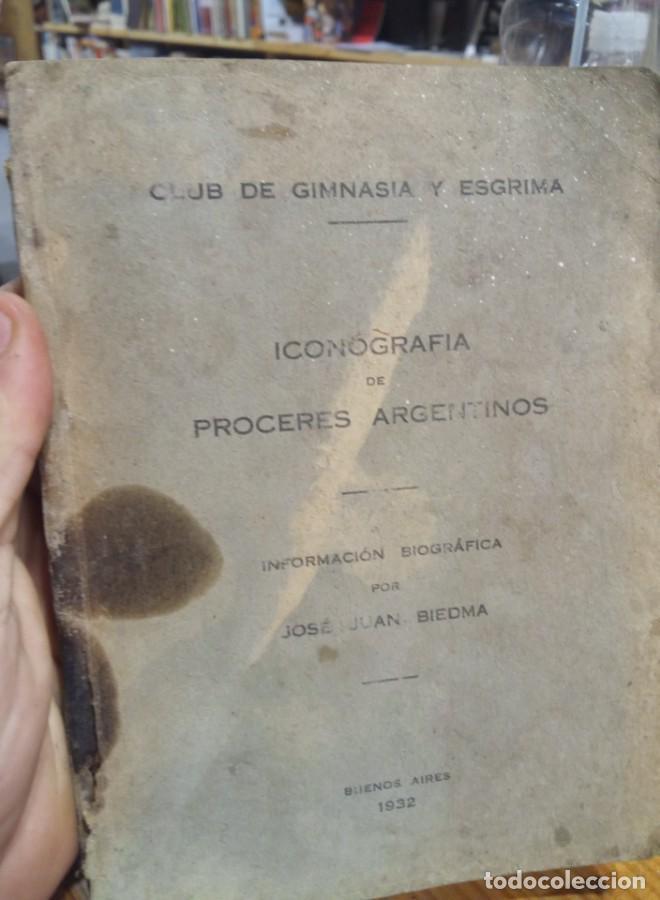 CLUB DE GIMNASIA Y ESGRIMA
ICONOGRAFIA
DE
PROCERES ARGENTINOS
INFORMACIÓN BIOGRÁFICA
POR
JOSÉ JUAN BIEDMA
BUENOS AIRES
1932
todocoleccion